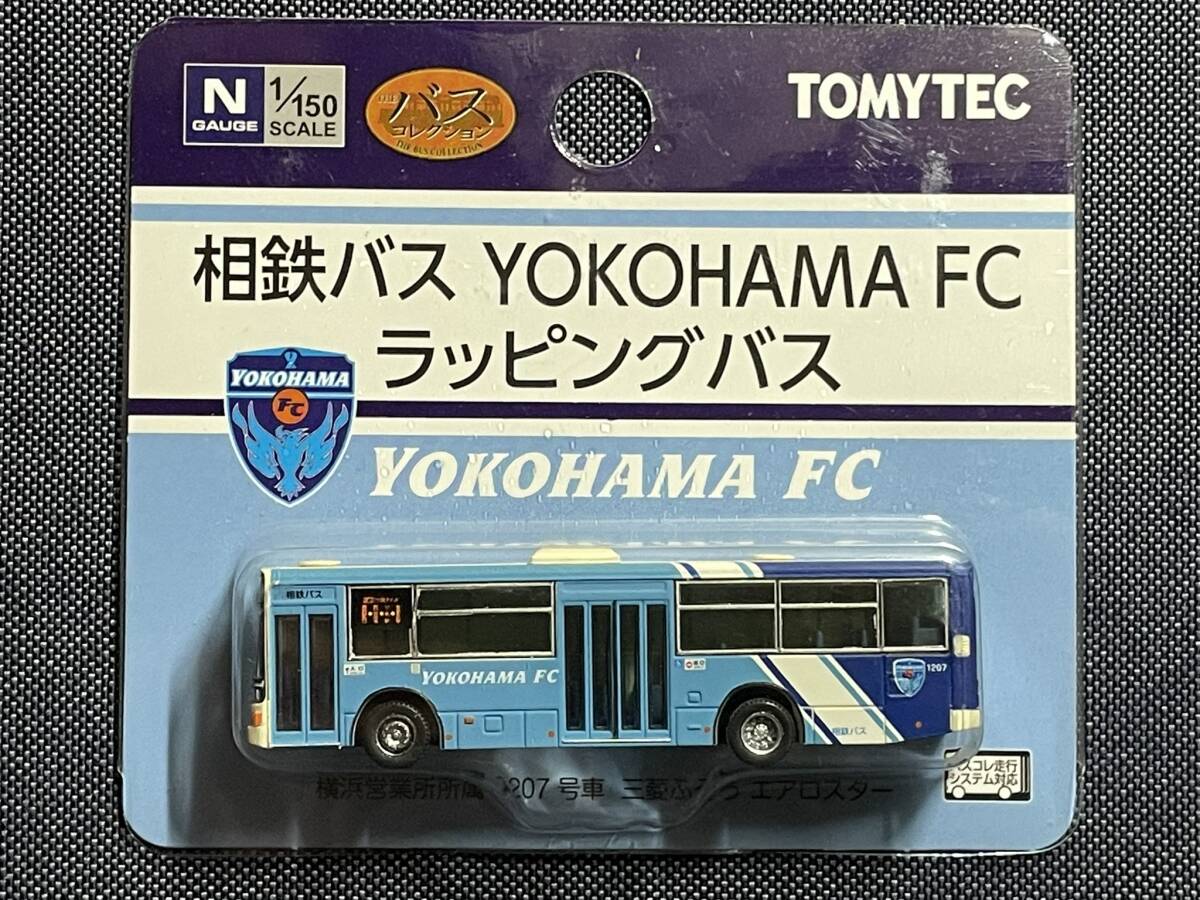 N
GAUGE
1/150
SCALE
THE
バス
コレクション
THE BUS COLLECTION
TOMYTEC
相鉄バス YOKOHAMA FC
ラッピングバス
YOKOHAMA
FC
YOKOHAMA FC
相鉄バス
YOKOHAMA FC
1207
相鉄バス
横浜営業所所属 207 号車 三菱ふそう エアロスター
バスコレ走行
システム対応